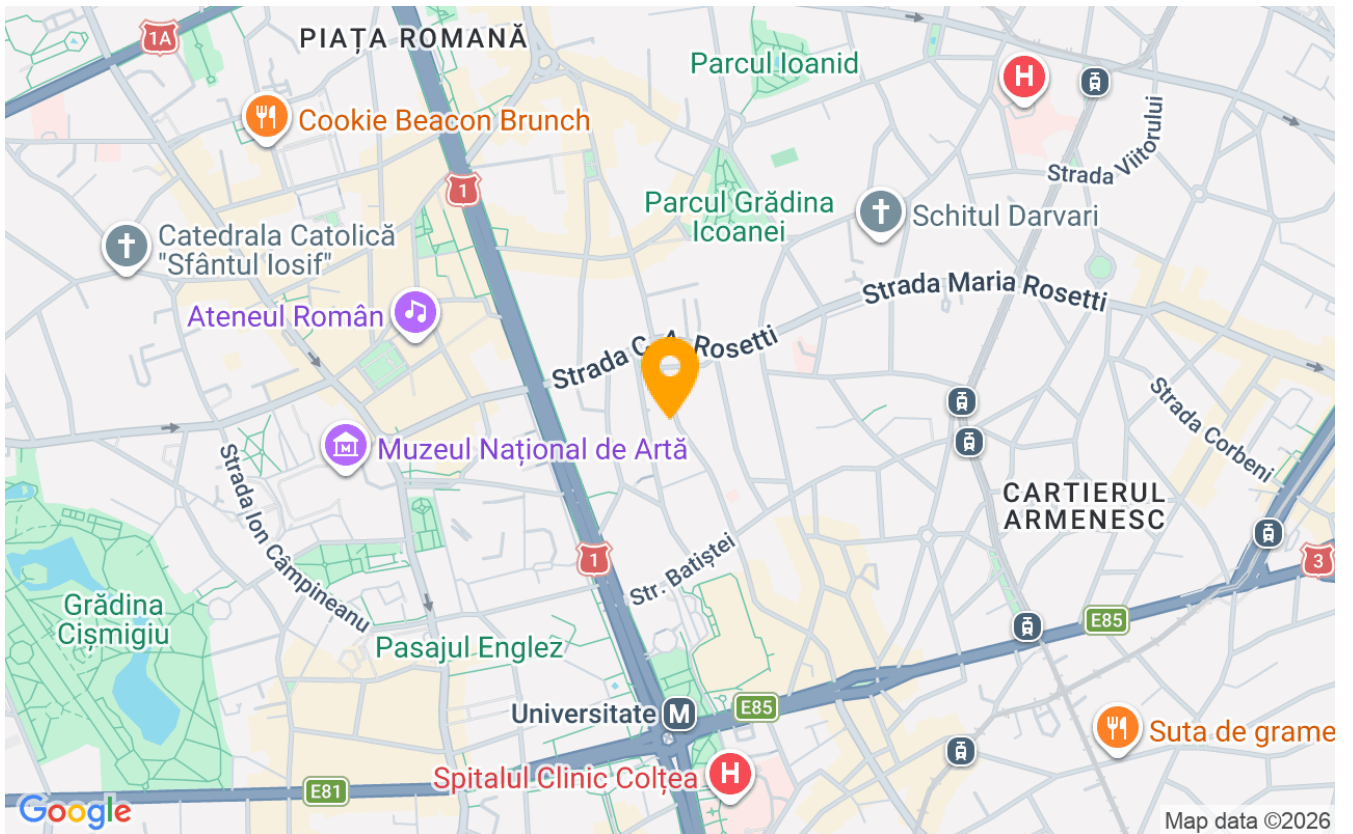 1A
PIAȚA ROMANĂ
Parcul Ioanid
H
Cookie Beacon Brunch
Strada Viitorului
1
Parcul Grădina
Icoanei
Schitul Darvari
Catedrala Catolică
"Sfântul Iosif"
Strada Maria Rosetti
Ateneul Român
Strada C. A. Rosetti
Strada Corbeni
Muzeul Național de Artă
M
Strada Ion Câmpineanu
CARTIERUL
ARMENESC
1
3
Str. Batiștei
Grădina
Cișmigiu
E85
Pasajul Englez
Universitate
M
E85
Suta de grame
Spitalul Clinic Colțea
H
E81
Google
Map data ©2026